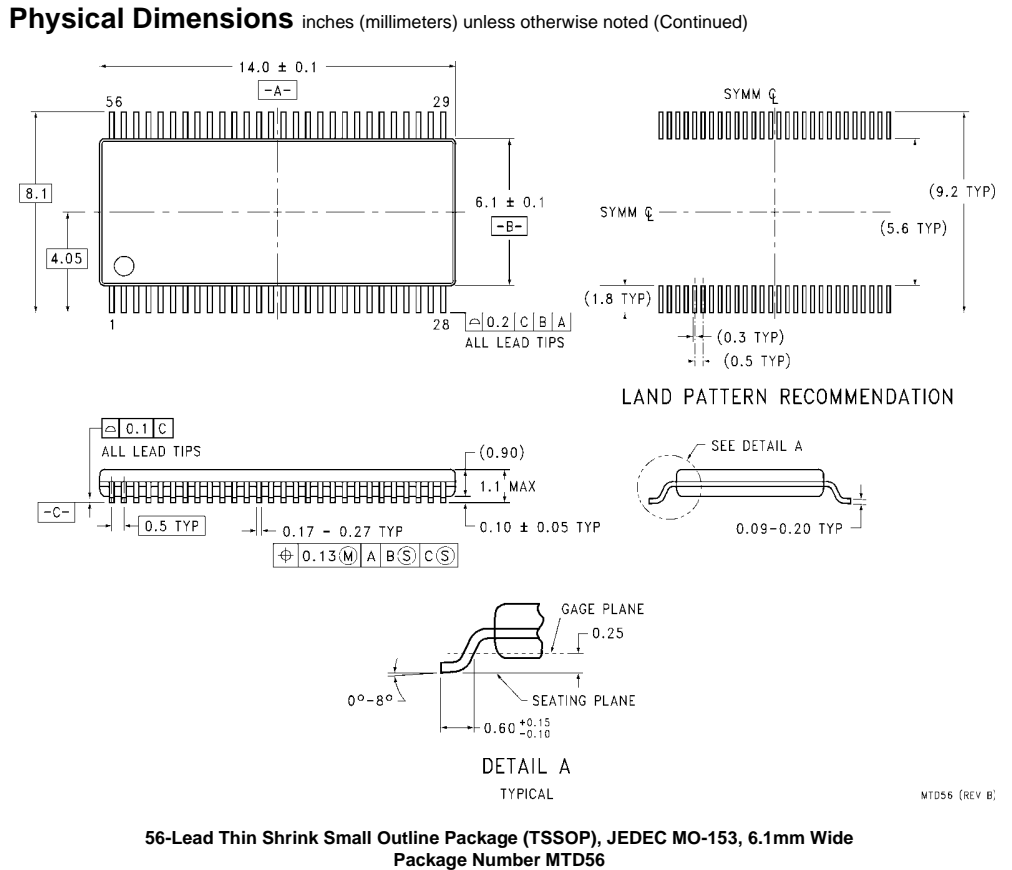 Physical Dimensions inches (millimeters) unless otherwise noted (Continued)
14.0 ± 0.1
-A-
56
29
8.1
4.05
6.1 ± 0.1
-B-
1
28
⌓ 0.2 C B A
ALL LEAD TIPS
SYMM ℄
SYMM ℄
(9.2 TYP)
(5.6 TYP)
(1.8 TYP)
(0.3 TYP)
(0.5 TYP)
LAND PATTERN RECOMMENDATION
⌓ 0.1 C
ALL LEAD TIPS
(0.90)
1.1 MAX
-C-
0.5 TYP
0.17 - 0.27 TYP
0.10 ± 0.05 TYP
⌖ 0.13 Ⓜ A B Ⓢ C Ⓢ
SEE DETAIL A
0.09-0.20 TYP
GAGE PLANE
0.25
0°-8°
SEATING PLANE
0.60 +0.15 -0.10
DETAIL A
TYPICAL
MTD56 (REV B)
56-Lead Thin Shrink Small Outline Package (TSSOP), JEDEC MO-153, 6.1mm Wide
Package Number MTD56